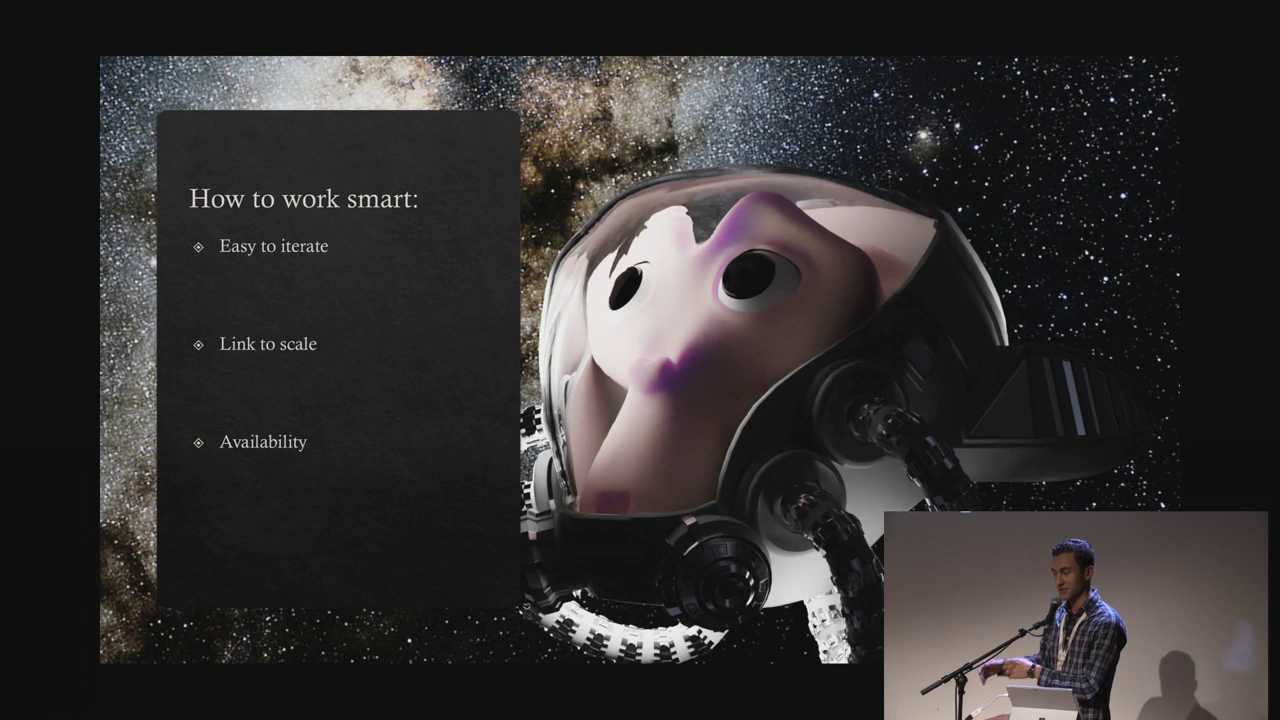 How to work smart:
Easy to iterate
Link to scale
Availability